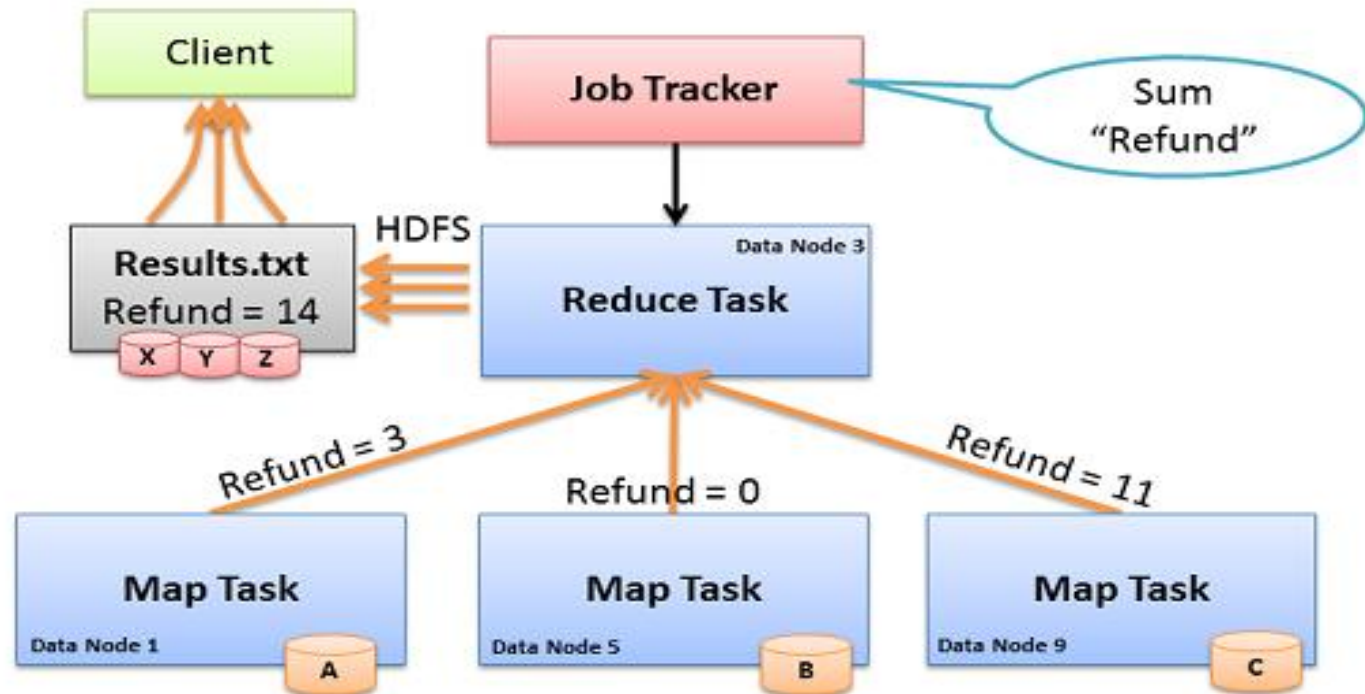 Client
Job Tracker
Sum
“Refund”
HDFS
Results.txt
Refund = 14
X Y Z
Data Node 3
Reduce Task
Refund = 3
Refund = 0
Refund = 11
Map Task
Data Node 1
A
Map Task
Data Node 5
B
Map Task
Data Node 9
C